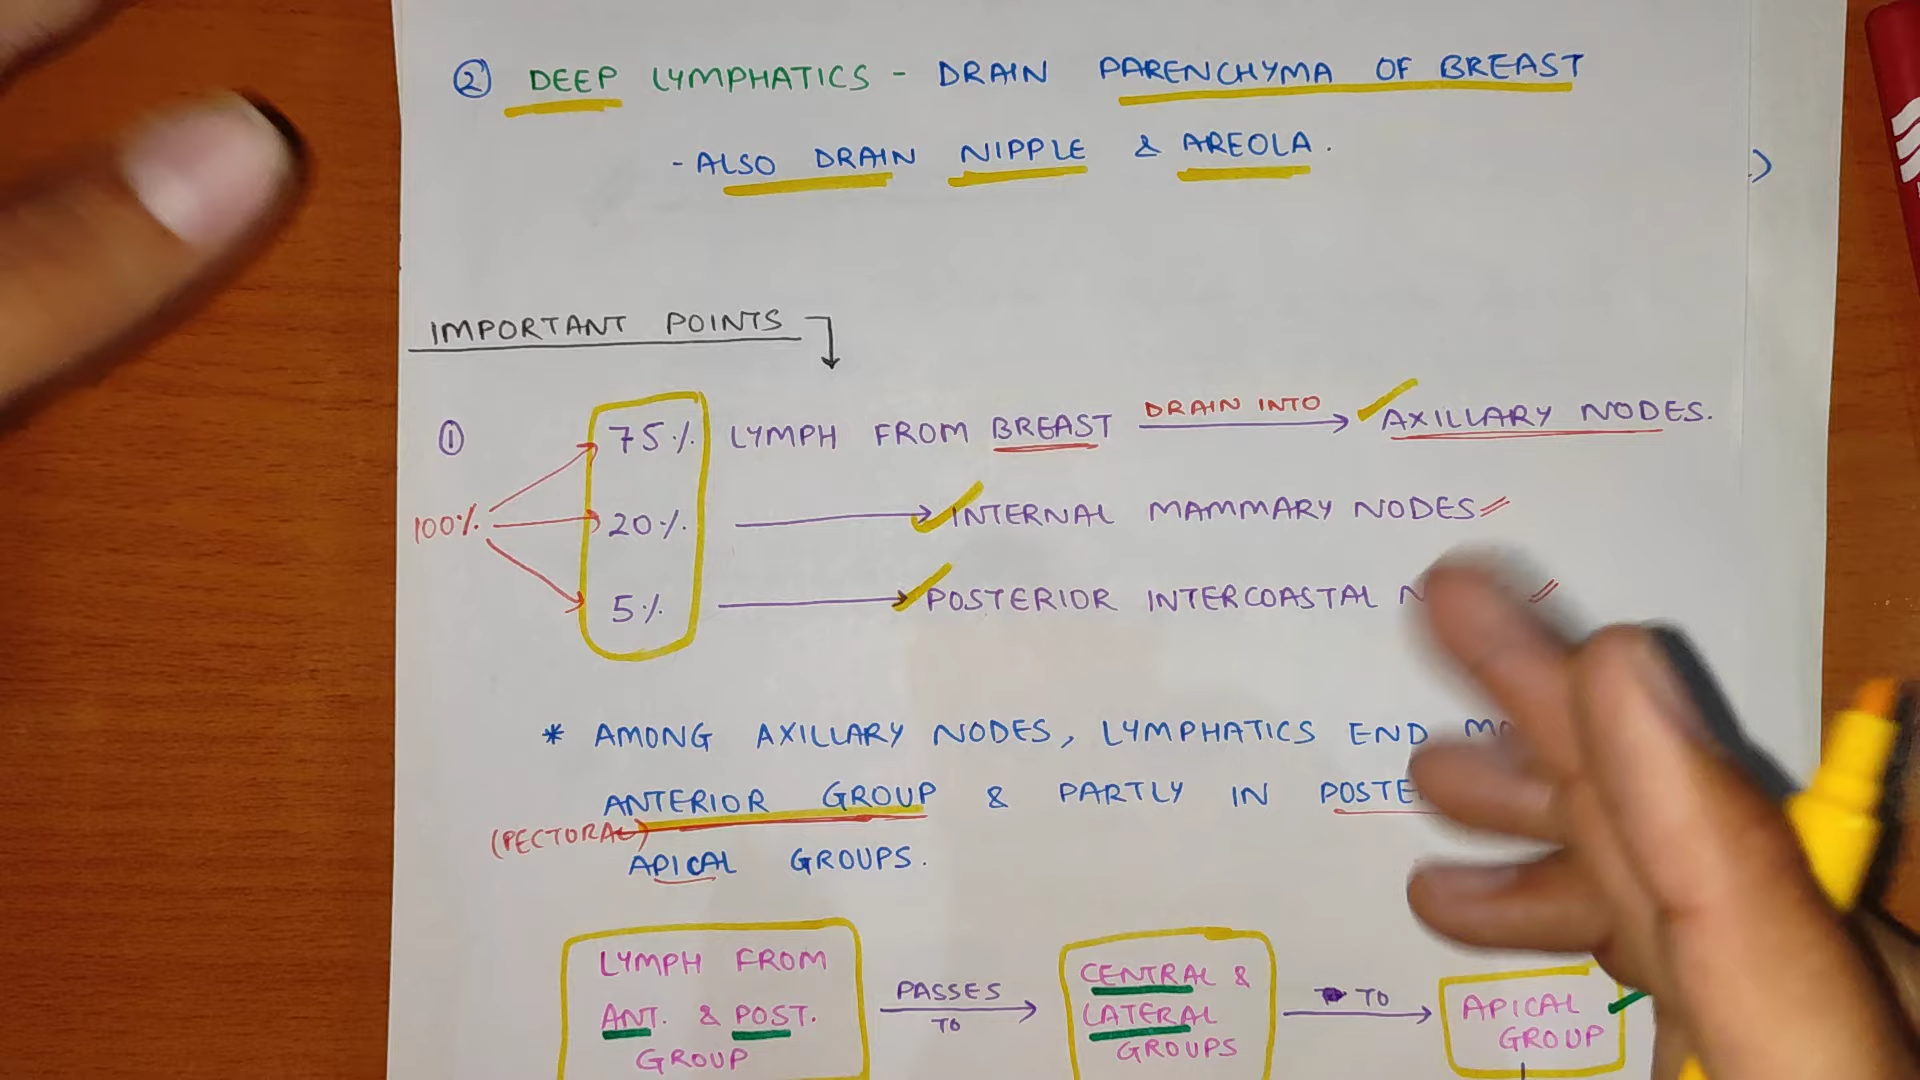 ② DEEP LYMPHATICS - DRAIN PARENCHYMA OF BREAST
- ALSO DRAIN NIPPLE & AREOLA.
IMPORTANT POINTS
① 75% LYMPH FROM BREAST DRAIN INTO AXILLARY NODES.
100% 20% INTERNAL MAMMARY NODES
5% POSTERIOR INTERCOASTAL
* AMONG AXILLARY NODES, LYMPHATICS END
ANTERIOR GROUP & PARTLY IN
(PECTORAL)
APICAL GROUPS.
LYMPH FROM ANT. & POST. GROUP
PASSES TO
CENTRAL & LATERAL GROUPS
TO
APICAL GROUP